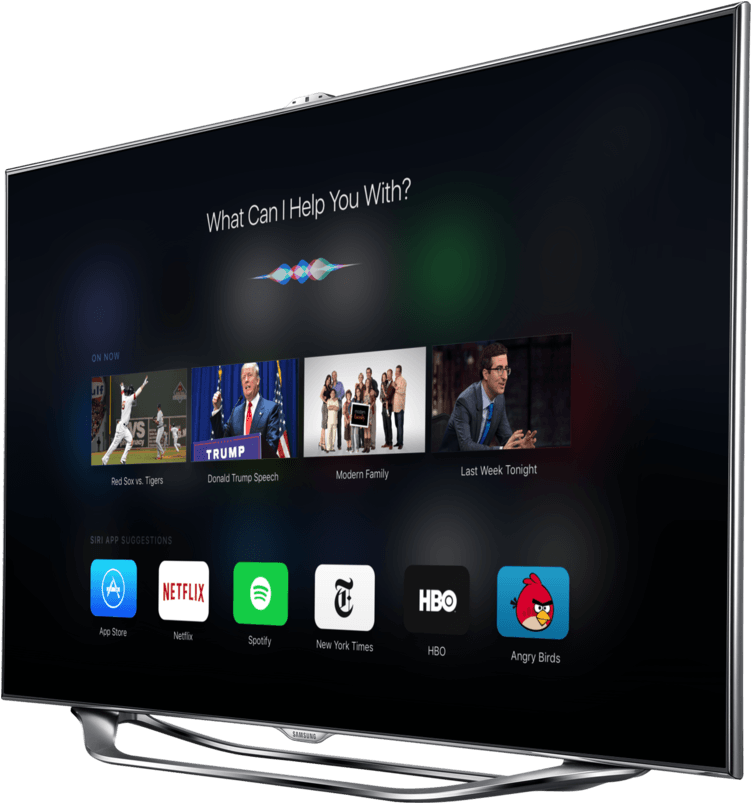 What Can I Help You With?
ON NOW
TRUMP
Red Sox vs. Tigers
Donald Trump Speech
Modern Family
Last Week Tonight
SIRI APP SUGGESTIONS
NETFLIX
HBO
App Store
Netflix
Spotify
New York Times
HBO
Angry Birds
SAMSUNG